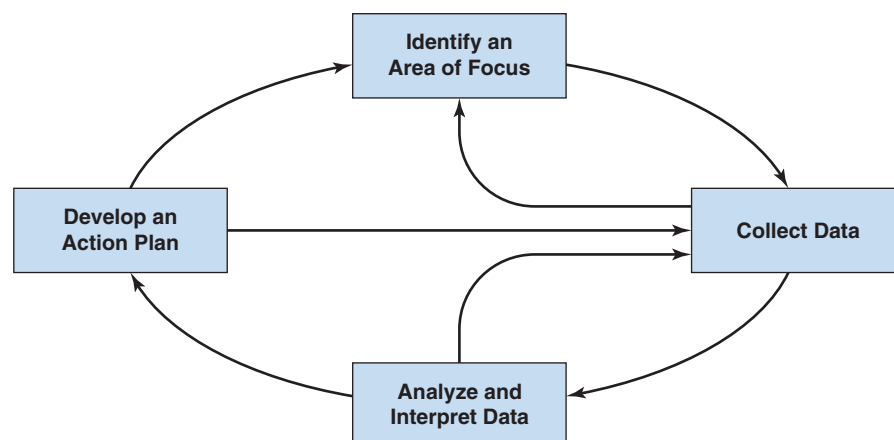 Identify an
Area of Focus
Develop an
Action Plan
Collect Data
Analyze and
Interpret Data